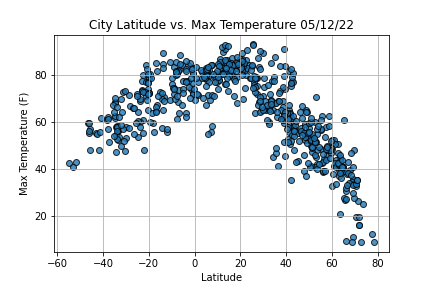 City Latitude vs. Max Temperature 05/12/22
Max Temperature (F)
80
60
40
20
−60 −40 −20 0 20 40 60 80
Latitude